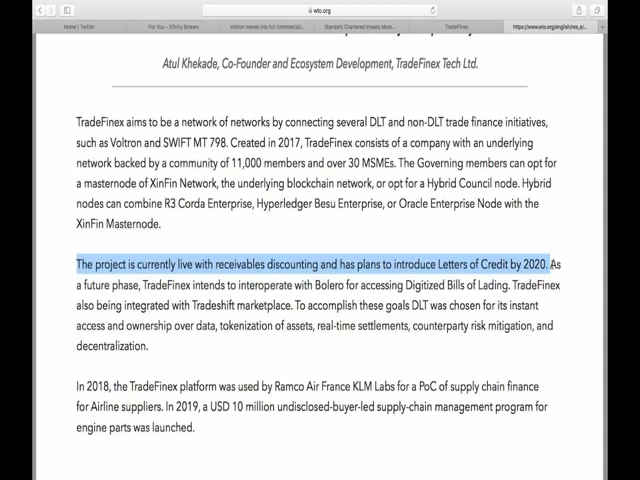 wto.org
Home / Twitter
For You – Xfinity Stream
Voltron moves into full commercial...
Standard Chartered Invests More...
TradeFinex
https://www.wto.org/english/res_e/...
Atul Khekade, Co-Founder and Ecosystem Development, TradeFinex Tech Ltd.
TradeFinex aims to be a network of networks by connecting several DLT and non-DLT trade finance initiatives,
such as Voltron and SWIFT MT 798. Created in 2017, TradeFinex consists of a company with an underlying
network backed by a community of 11,000 members and over 30 MSMEs. The Governing members can opt for
a masternode of XinFin Network, the underlying blockchain network, or opt for a Hybrid Council node. Hybrid
nodes can combine R3 Corda Enterprise, Hyperledger Besu Enterprise, or Oracle Enterprise Node with the
XinFin Masternode.
The project is currently live with receivables discounting and has plans to introduce Letters of Credit by 2020. As
a future phase, TradeFinex intends to interoperate with Bolero for accessing Digitized Bills of Lading. TradeFinex
also being integrated with Tradeshift marketplace. To accomplish these goals DLT was chosen for its instant
access and ownership over data, tokenization of assets, real-time settlements, counterparty risk mitigation, and
decentralization.
In 2018, the TradeFinex platform was used by Ramco Air France KLM Labs for a PoC of supply chain finance
for Airline suppliers. In 2019, a USD 10 million undisclosed-buyer-led supply-chain management program for
engine parts was launched.